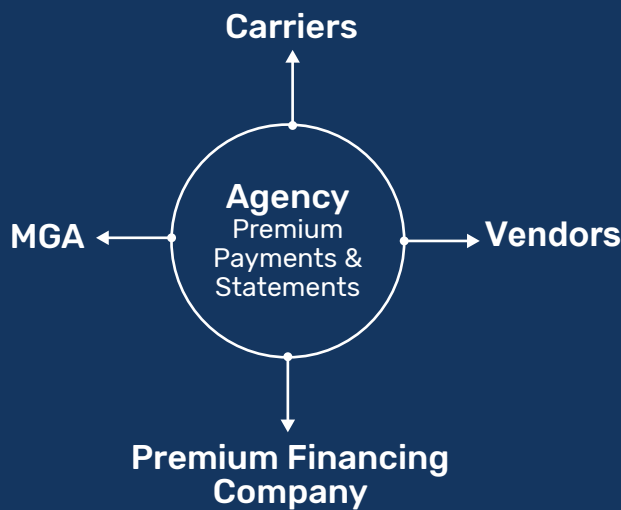 Carriers
Agency
Premium
Payments &
Statements
MGA
Vendors
Premium Financing
Company